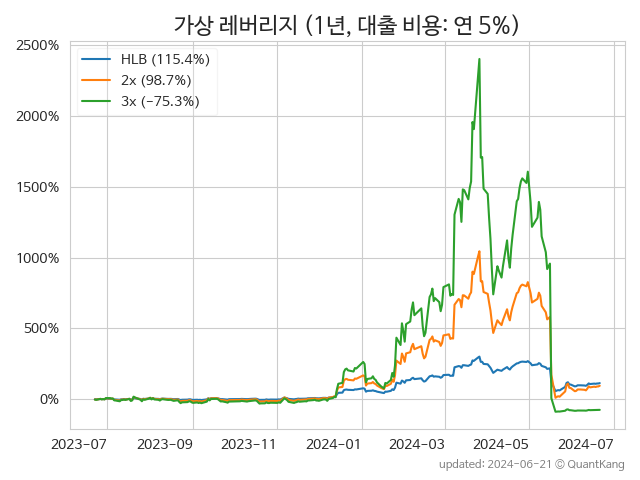 가상 레버리지 (1년, 대출 비용: 연 5%)
2500%
2000%
1500%
1000%
500%
0%
HLB (115.4%)
2x (98.7%)
3x (−75.3%)
2023-07 2023-09 2023-11 2024-01 2024-03 2024-05 2024-07
updated: 2024-06-21 © QuantKang